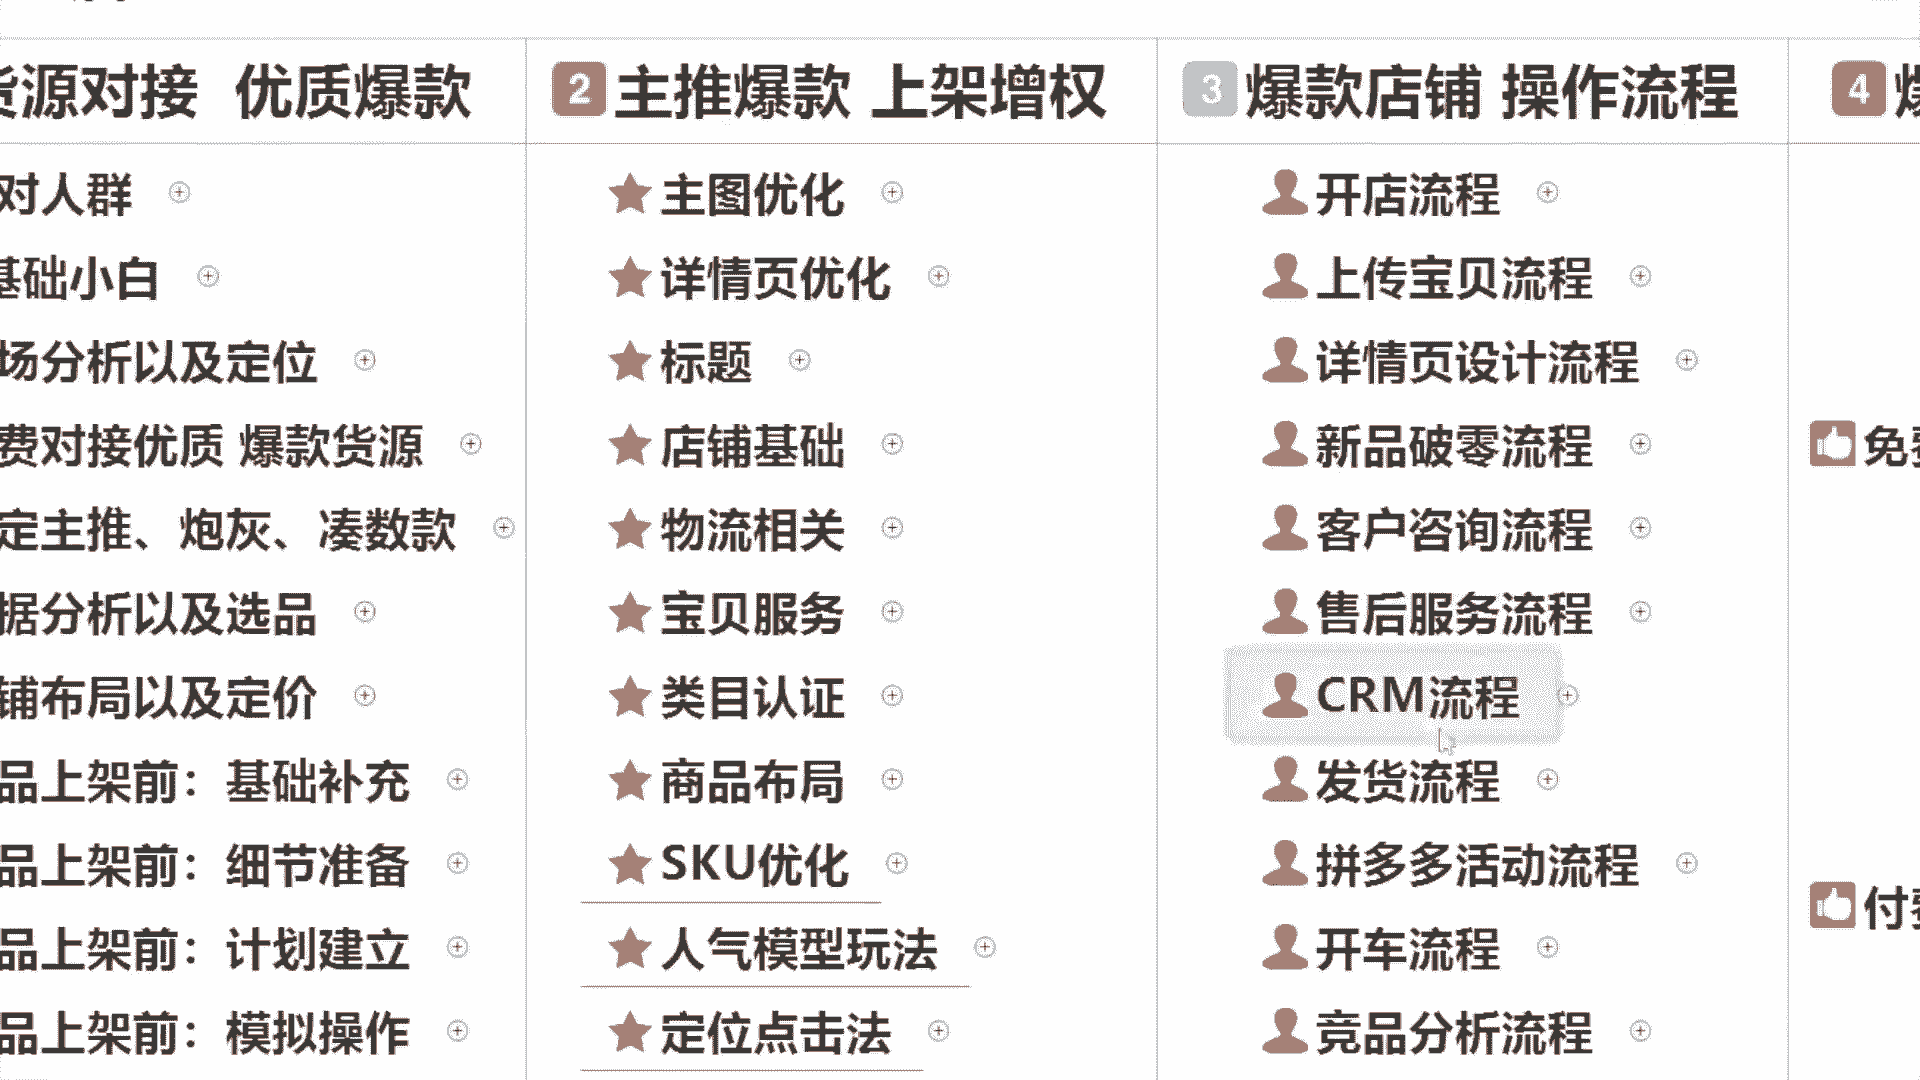 货源对接 优质爆款
对人群
基础小白
场分析以及定位
费对接优质 爆款货源
定主推、炮灰、凑数款
据分析以及选品
铺布局以及定价
品上架前：基础补充
品上架前：细节准备
品上架前：计划建立
品上架前：模拟操作
2 主推爆款 上架增权
主图优化
详情页优化
标题
店铺基础
物流相关
宝贝服务
类目认证
商品布局
SKU优化
人气模型玩法
定位点击法
3 爆款店铺 操作流程
开店流程
上传宝贝流程
详情页设计流程
新品破零流程
客户咨询流程
售后服务流程
CRM流程
发货流程
拼多多活动流程
开车流程
竞品分析流程
4 爆
免费
付费